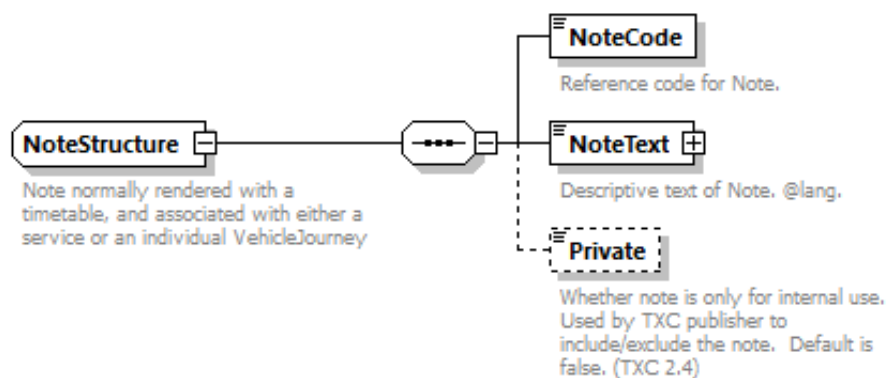 NoteStructure
Note normally rendered with a
timetable, and associated with either a
service or an individual VehicleJourney
NoteCode
Reference code for Note.
NoteText
Descriptive text of Note. @lang.
Private
Whether note is only for internal use.
Used by TXC publisher to
include/exclude the note.  Default is
false. (TXC 2.4)